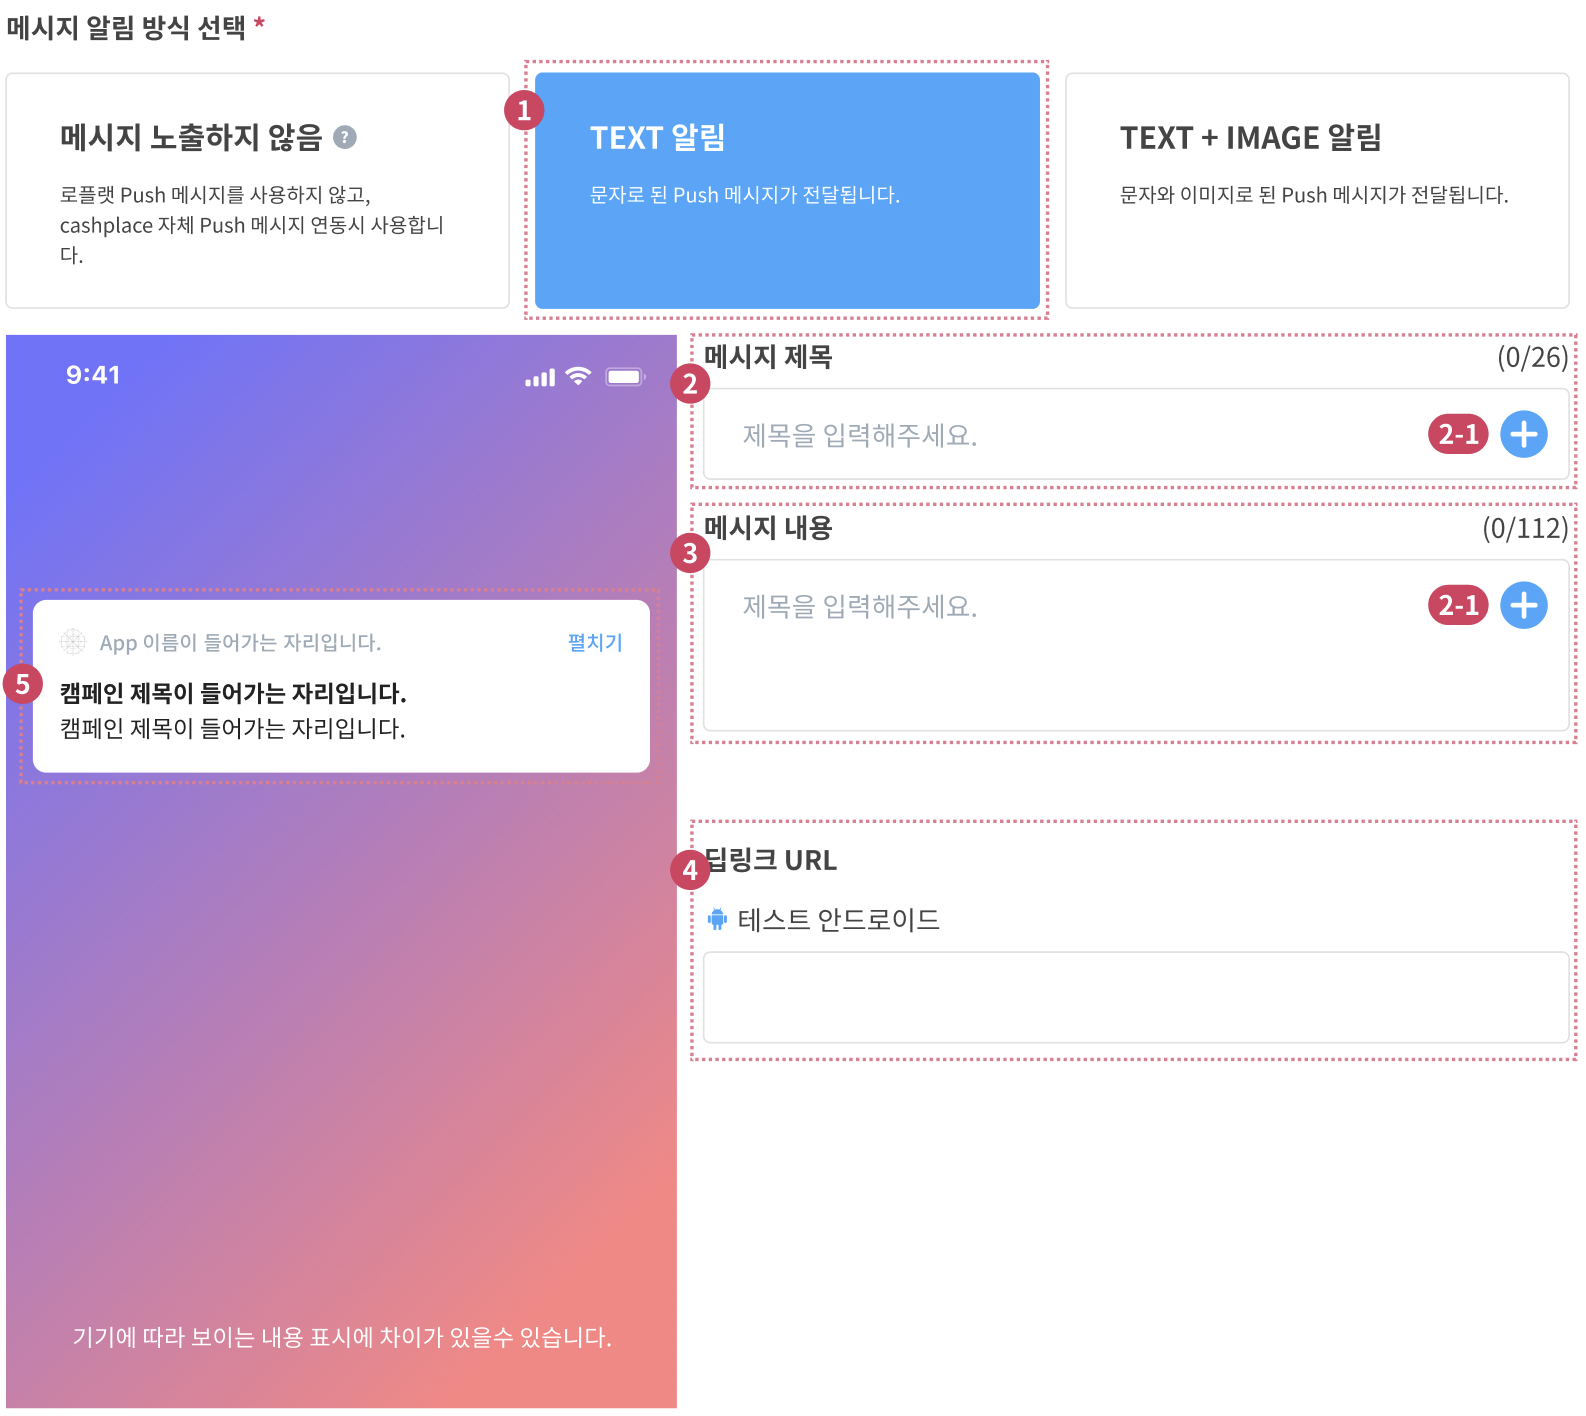 메시지 알림 방식 선택 *
메시지 노출하지 않음 ?
로플랫 Push 메시지를 사용하지 않고,
cashplace 자체 Push 메시지 연동시 사용합니
다.
1
TEXT 알림
문자로 된 Push 메시지가 전달됩니다.
TEXT + IMAGE 알림
문자와 이미지로 된 Push 메시지가 전달됩니다.
9:41
5
App 이름이 들어가는 자리입니다. 펼치기
캠페인 제목이 들어가는 자리입니다.
캠페인 제목이 들어가는 자리입니다.
기기에 따라 보이는 내용 표시에 차이가 있을수 있습니다.
2
메시지 제목 (0/26)
제목을 입력해주세요. 2-1
3
메시지 내용 (0/112)
제목을 입력해주세요. 2-1
4
딥링크 URL
테스트 안드로이드